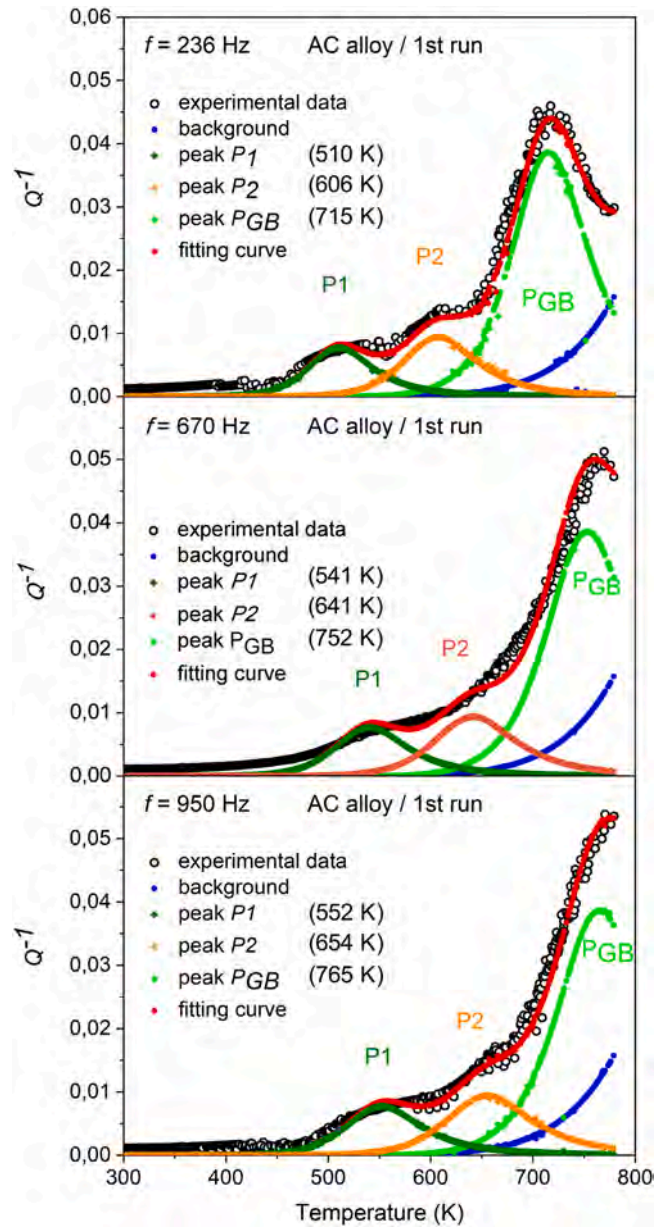 f = 236 Hz AC alloy / 1st run
experimental data
background
peak P1 (510 K)
peak P2 (606 K)
peak PGB (715 K)
fitting curve
P1
P2
PGB
0,06
0,05
0,04
0,03
0,02
0,01
0,00
Q-1
f = 670 Hz AC alloy / 1st run
experimental data
background
peak P1 (541 K)
peak P2 (641 K)
peak PGB (752 K)
fitting curve
P1
P2
PGB
0,05
0,04
0,03
0,02
0,01
0,00
Q-1
f = 950 Hz AC alloy / 1st run
experimental data
background
peak P1 (552 K)
peak P2 (654 K)
peak PGB (765 K)
fitting curve
P1
P2
PGB
0,05
0,04
0,03
0,02
0,01
0,00
Q-1
300 400 500 600 700 800
Temperature (K)